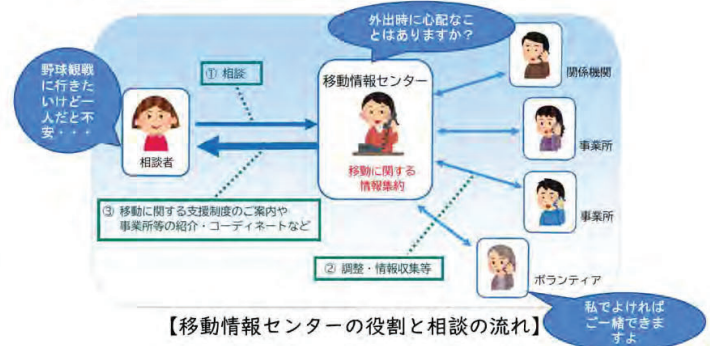 外出時に心配なこ
とはありますか？
野球観戦
に行きた
いけど一
人だと不
安・・・
① 相談
移動情報センター
関係機関
相談者
移動に関する
情報集約
事業所
③ 移動に関する支援制度のご案内や
事業所等の紹介・コーディネートなど
事業所
② 調整・情報収集等
ボランティア
私でよければ
ご一緒できま
すよ
【移動情報センターの役割と相談の流れ】